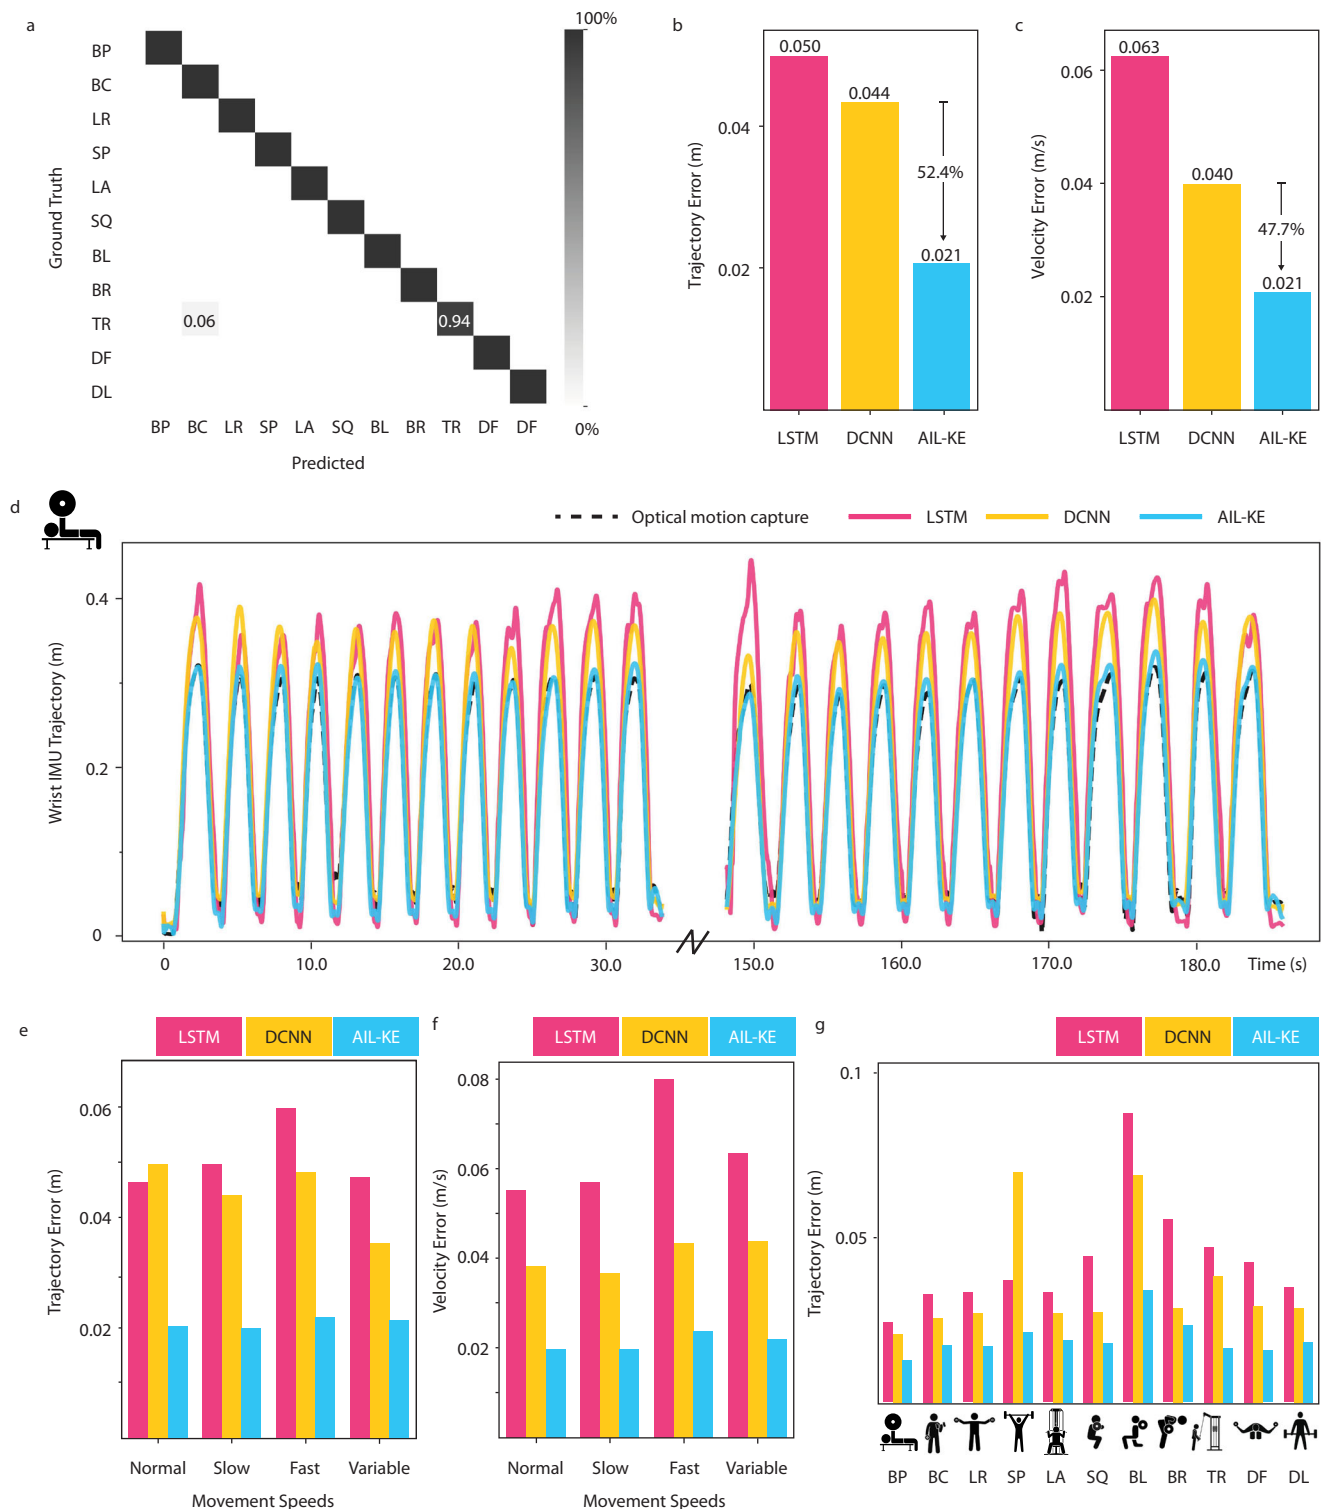 a
100%
BP
BC
LR
SP
LA
SQ
BL
BR
TR
DF
DL
Ground Truth
0.06
0.94
BP BC LR SP LA SQ BL BR TR DF DF
0%
Predicted
b
0.050
0.044
0.021
52.4%
0.04
0.02
Trajectory Error (m)
LSTM DCNN AIL-KE
c
0.063
0.040
0.021
47.7%
0.06
0.04
0.02
Velocity Error (m/s)
LSTM DCNN AIL-KE
d
Optical motion capture LSTM DCNN AIL-KE
0.4
0.2
0
Wrist IMU Trajectory (m)
0 10.0 20.0 30.0 150.0 160.0 170.0 180.0 Time (s)
e
LSTM DCNN AIL-KE
0.06
0.04
0.02
Trajectory Error (m)
Normal Slow Fast Variable
Movement Speeds
f
LSTM DCNN AIL-KE
0.08
0.06
0.04
0.02
Velocity Error (m/s)
Normal Slow Fast Variable
Movement Speeds
g
LSTM DCNN AIL-KE
0.1
0.05
Trajectory Error (m)
BP BC LR SP LA SQ BL BR TR DF DL